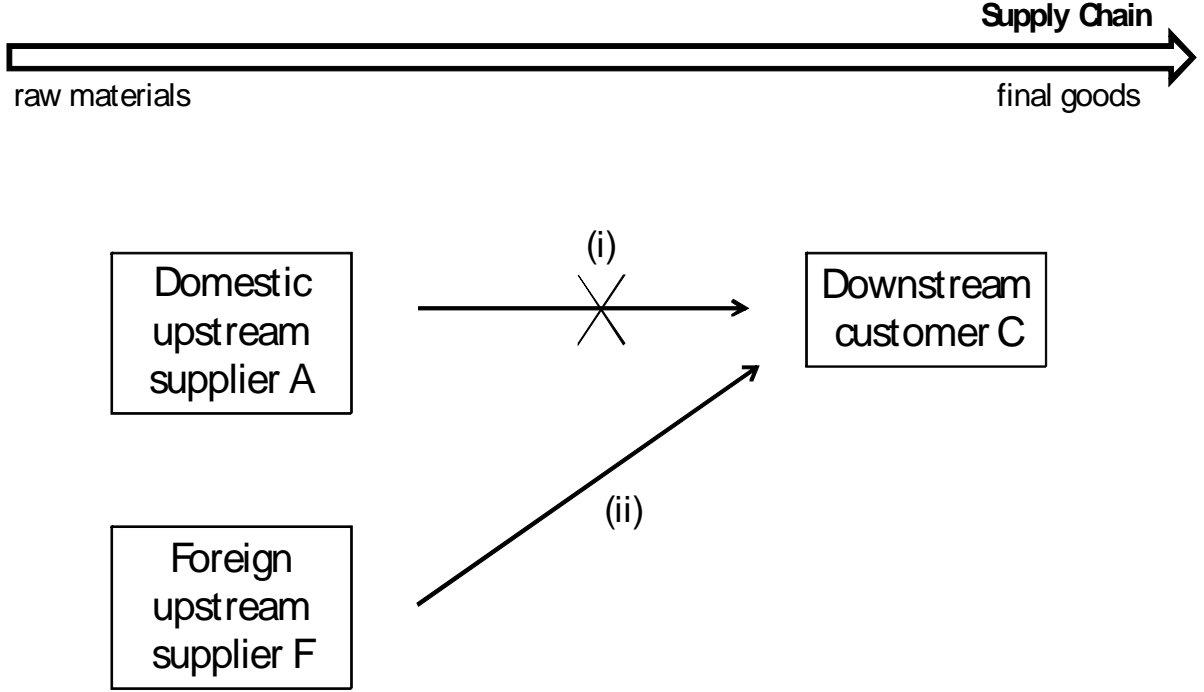 Supply Chain
raw materials
final goods
(i)
Domestic
upstream
supplier A
Downstream
customer C
(ii)
Foreign
upstream
supplier F